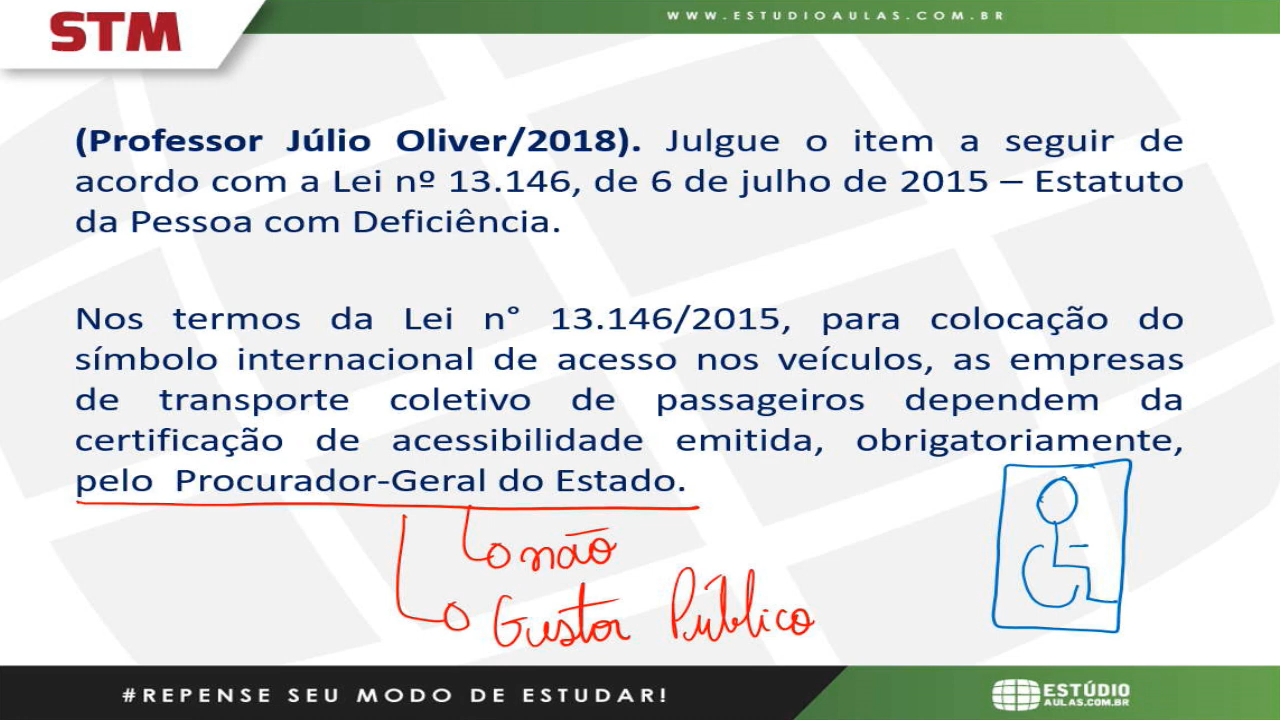 STM
WWW.ESTUDIOAULAS.COM.BR
(Professor Júlio Oliver/2018). Julgue o item a seguir de
acordo com a Lei nº 13.146, de 6 de julho de 2015 – Estatuto
da Pessoa com Deficiência.
Nos termos da Lei n° 13.146/2015, para colocação do
símbolo internacional de acesso nos veículos, as empresas
de transporte coletivo de passageiros dependem da
certificação de acessibilidade emitida, obrigatoriamente,
pelo Procurador-Geral do Estado.
não
Gestor Público
#REPENSE SEU MODO DE ESTUDAR!
ESTÚDIO
AULAS.COM.BR